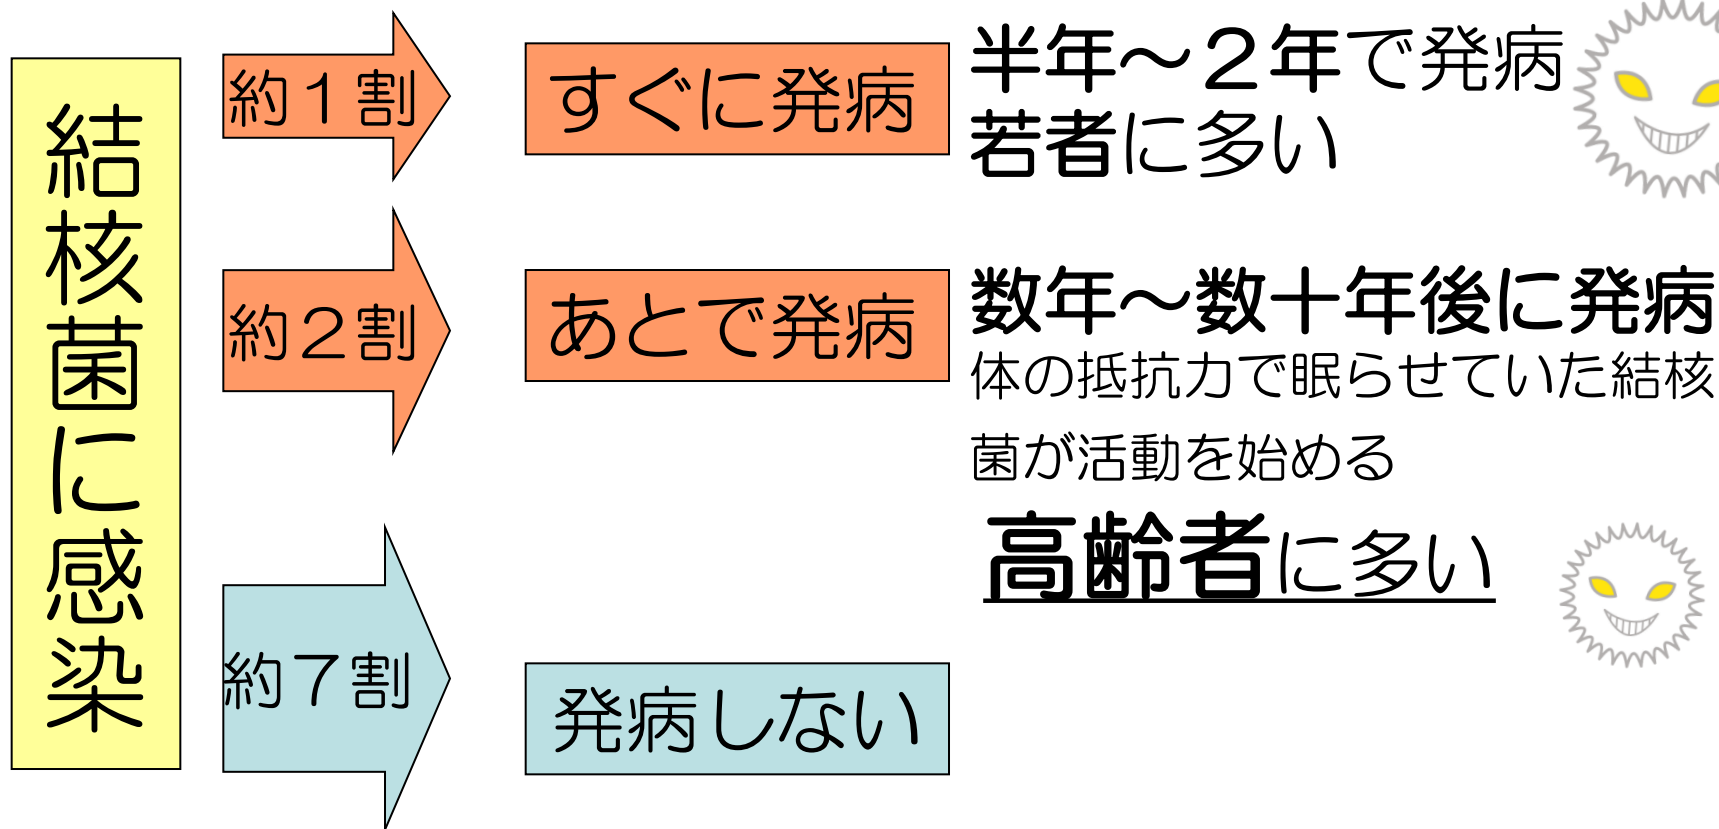 結核菌に感染
約１割
すぐに発病
半年～２年で発病
若者に多い
約２割
あとで発病
数年～数十年後に発病
体の抵抗力で眠らせていた結核
菌が活動を始める
高齢者に多い
約７割
発病しない